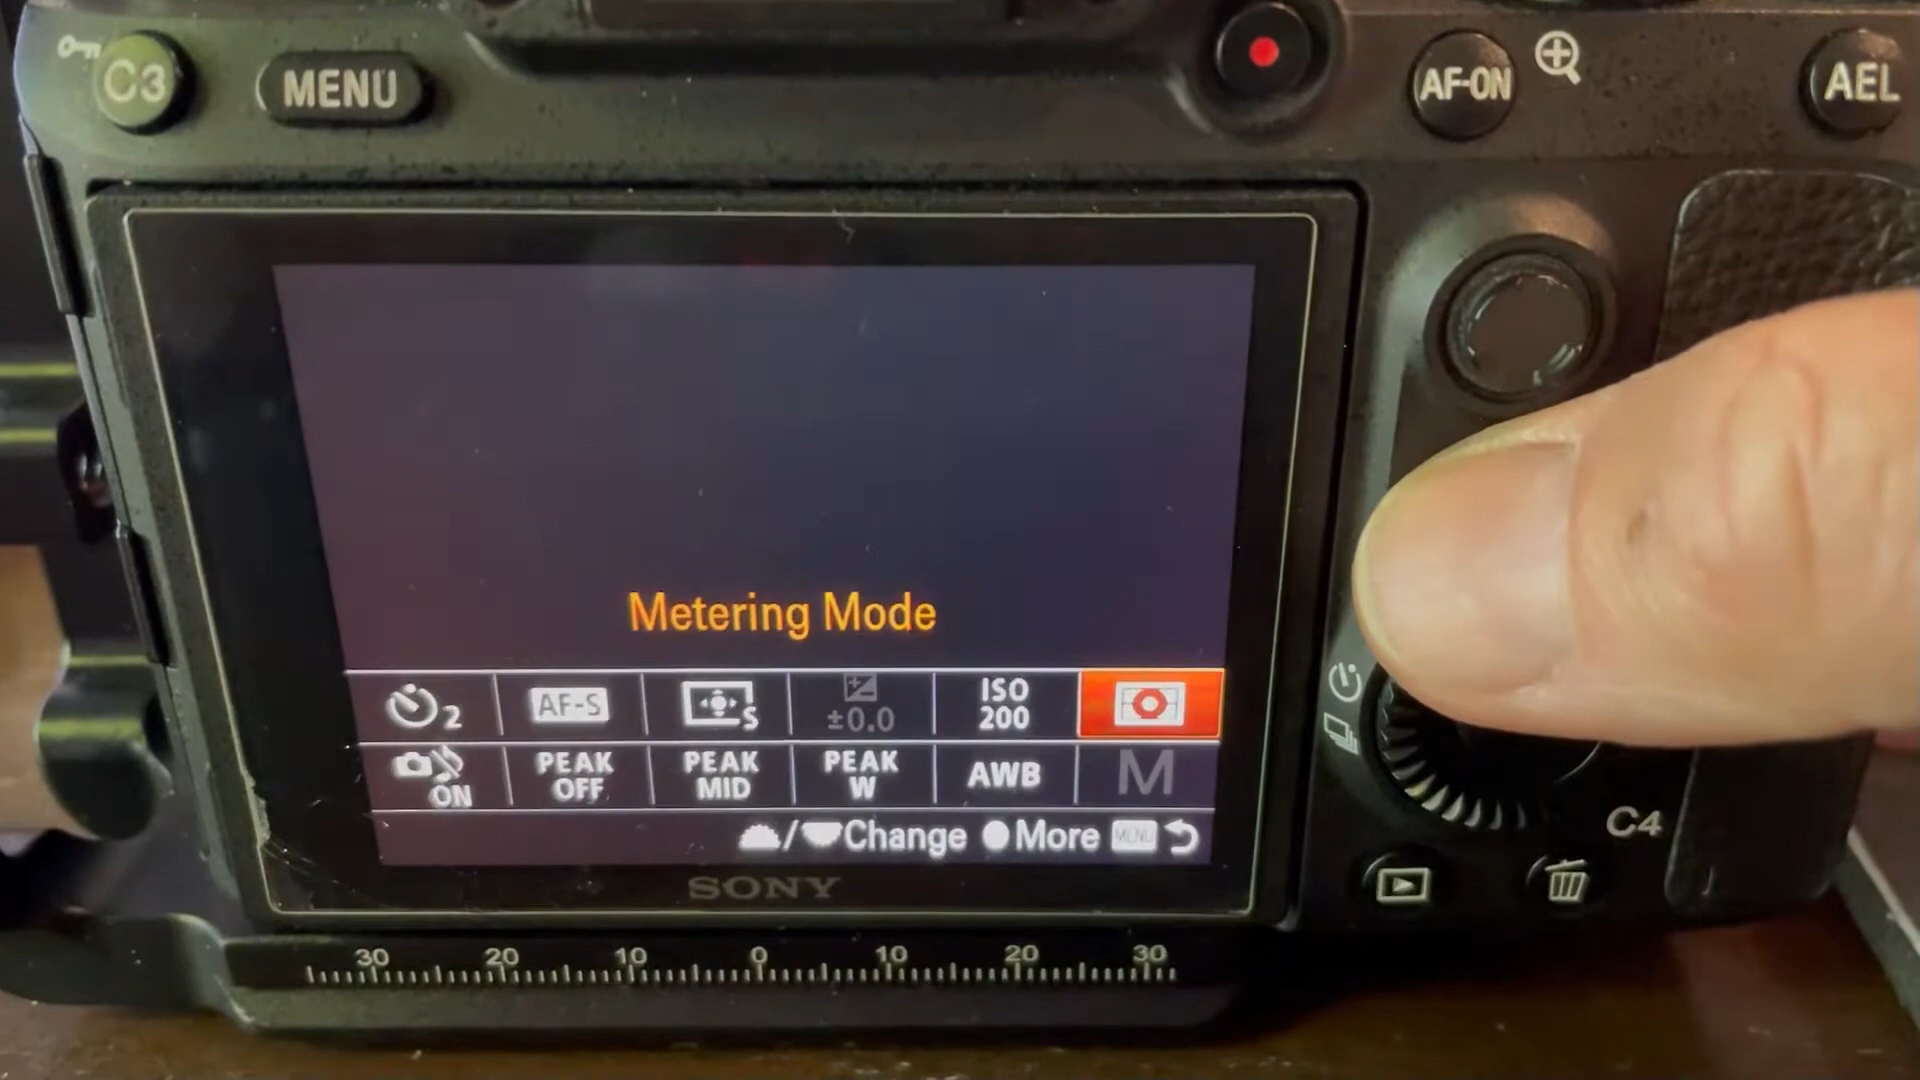 C3
MENU
AF-ON
AEL
Metering Mode
2 AF-S S ±0.0 ISO 200
ON PEAK OFF PEAK MID PEAK W AWB M
/ Change More MENU
C4
SONY
30 20 10 0 10 20 30